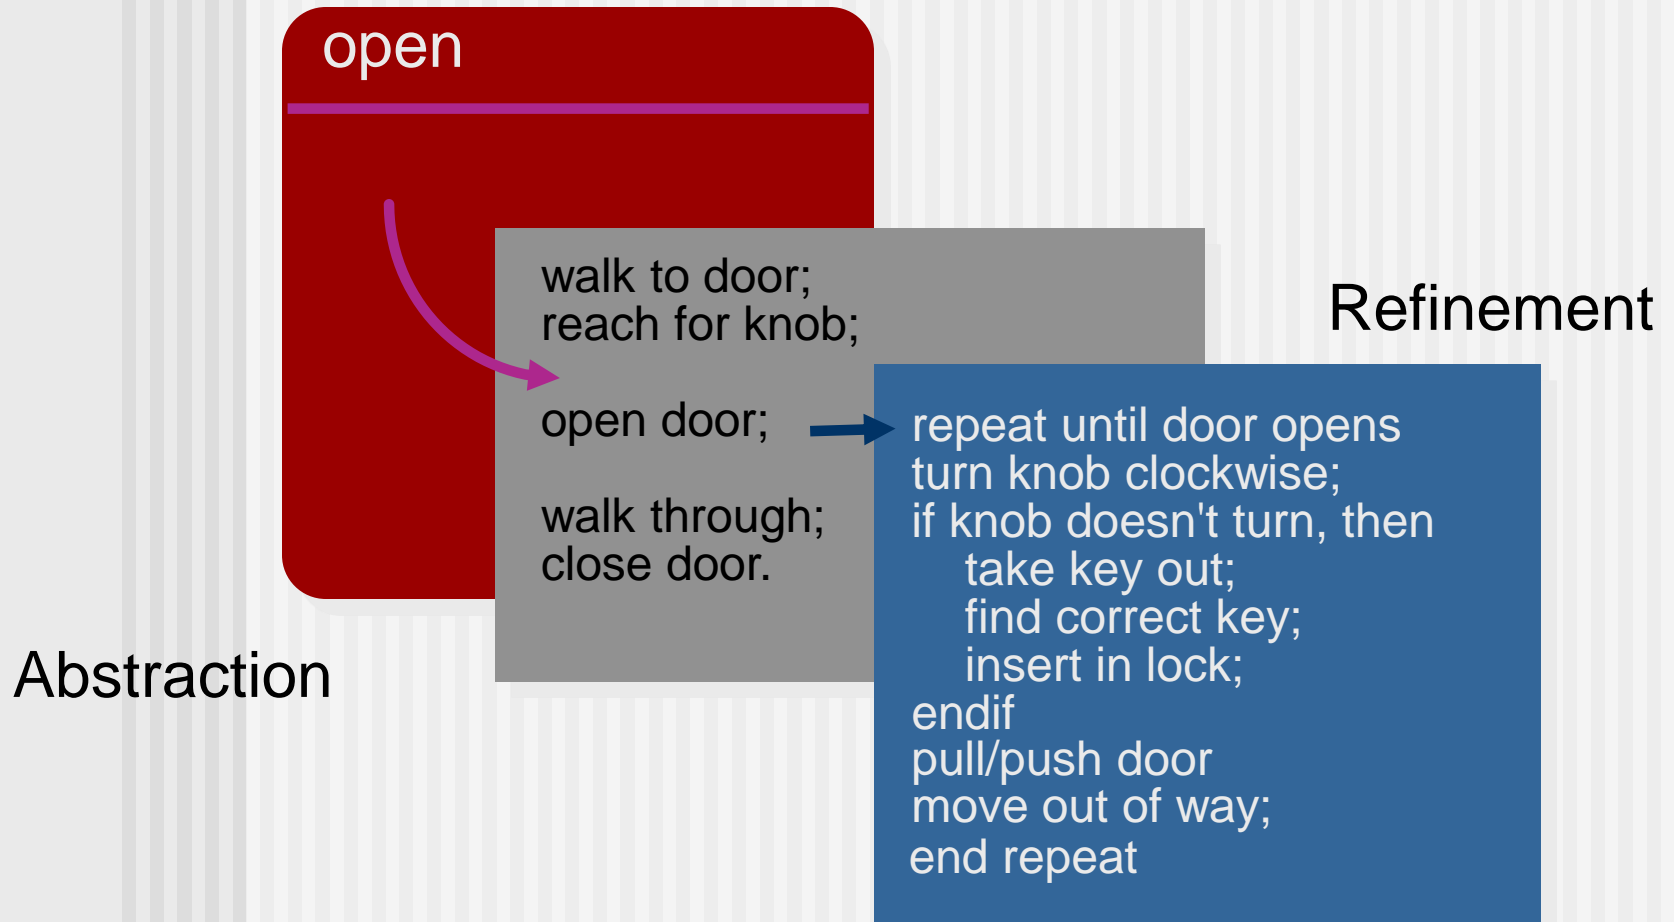 open
walk to door;
reach for knob;
open door;
walk through;
close door.
Refinement
repeat until door opens
turn knob clockwise;
if knob doesn't turn, then
take key out;
find correct key;
insert in lock;
endif
pull/push door
move out of way;
end repeat
Abstraction